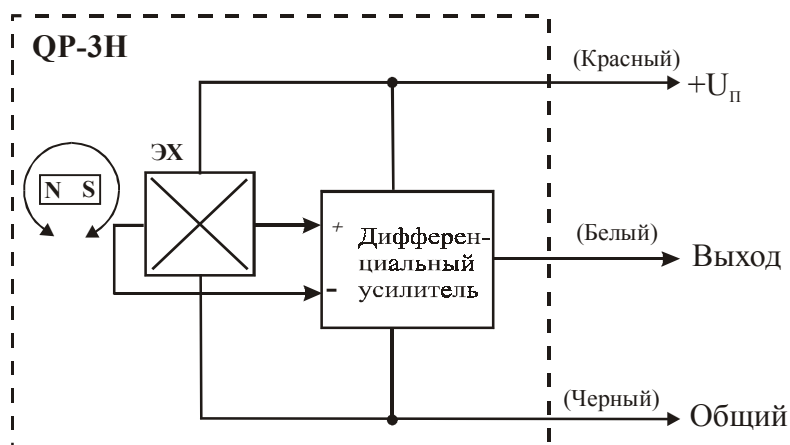 QP-3H
(Красный)
+Uп
ЭХ
N S
+
Дифферен-
циальный
усилитель
-
(Белый)
Выход
(Черный)
Общий